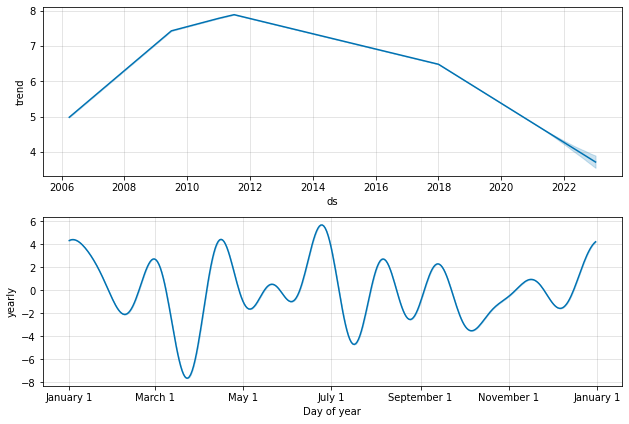 8
7
6
5
4
trend
2006 2008 2010 2012 2014 2016 2018 2020 2022
ds
6
4
2
0
−2
−4
−6
−8
yearly
January 1 March 1 May 1 July 1 September 1 November 1 January 1
Day of year